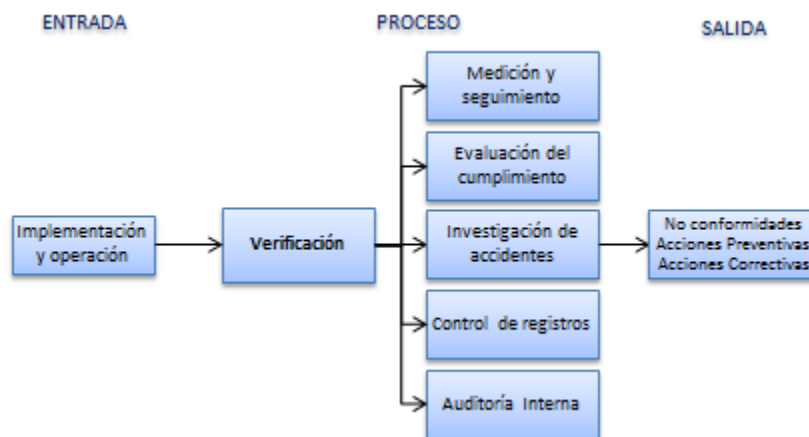 ENTRADA
PROCESO
SALIDA
Implementación
y operación
Verificación
Medición y
seguimiento
Evaluación del
cumplimiento
Investigación de
accidentes
Control de registros
Auditoría Interna
No conformidades
Acciones Preventivas
Acciones Correctivas